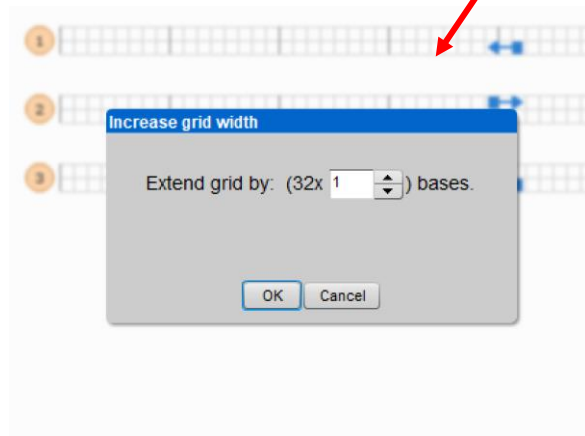 1
2
Increase grid width
3
Extend grid by: (32x 1 ) bases.
OK Cancel